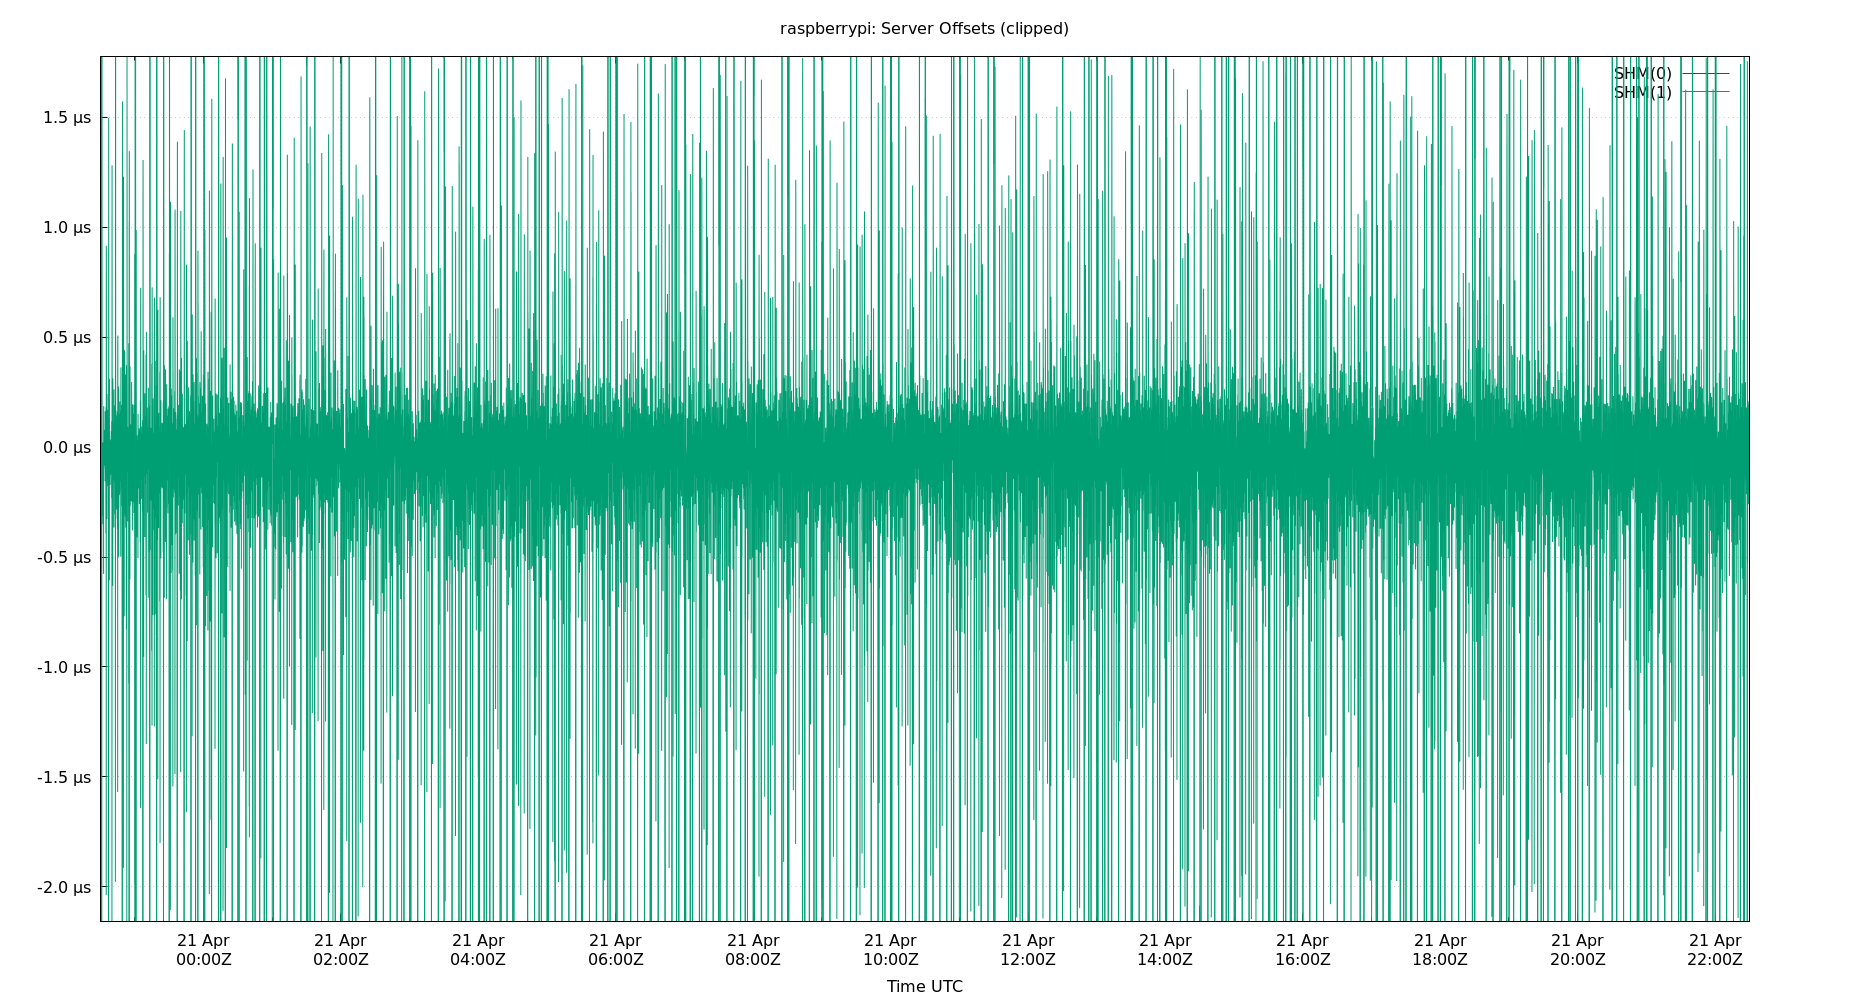 raspberrypi: Server Offsets (clipped)
SHM(0)
SHM(1)
1.5 µs
1.0 µs
0.5 µs
0.0 µs
-0.5 µs
-1.0 µs
-1.5 µs
-2.0 µs
21 Apr 21 Apr 21 Apr 21 Apr 21 Apr 21 Apr 21 Apr 21 Apr 21 Apr 21 Apr 21 Apr 21 Apr
00:00Z 02:00Z 04:00Z 06:00Z 08:00Z 10:00Z 12:00Z 14:00Z 16:00Z 18:00Z 20:00Z 22:00Z
Time UTC